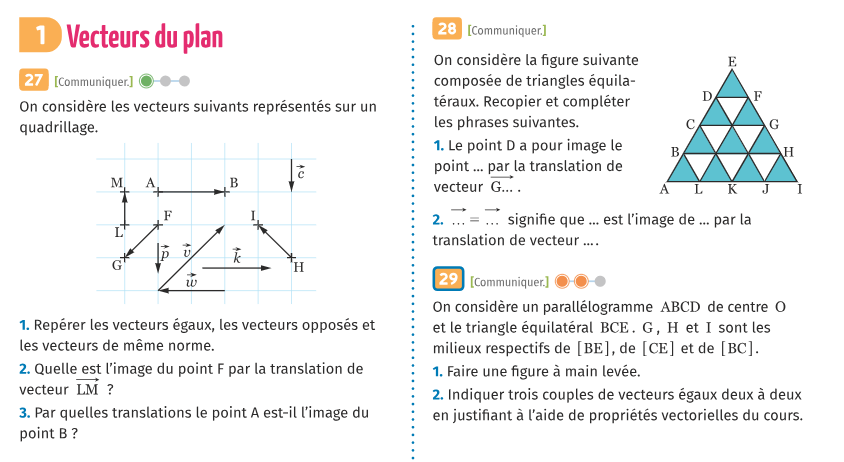 1 Vecteurs du plan
27 [Communiquer.]
On considère les vecteurs suivants représentés sur un
quadrillage.
M A B c
L F I
G p v k H
w
1. Repérer les vecteurs égaux, les vecteurs opposés et
les vecteurs de même norme.
2. Quelle est l'image du point F par la translation de
vecteur LM ?
3. Par quelles translations le point A est-il l'image du
point B ?
28 [Communiquer.]
On considère la figure suivante
composée de triangles équila-
téraux. Recopier et compléter
les phrases suivantes.
1. Le point D a pour image le
point ... par la translation de
vecteur G... .
E
D F
C G
B H
A L K J I
2. ... = ... signifie que ... est l'image de ... par la
translation de vecteur ... .
29 [Communiquer.]
On considère un parallélogramme ABCD de centre O
et le triangle équilatéral BCE . G , H et I sont les
milieux respectifs de [BE], de [CE] et de [BC].
1. Faire une figure à main levée.
2. Indiquer trois couples de vecteurs égaux deux à deux
en justifiant à l'aide de propriétés vectorielles du cours.